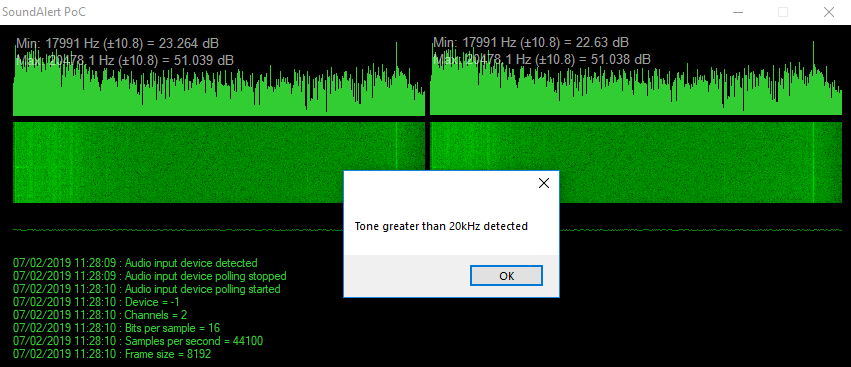 SoundAlert PoC
Min: 17991 Hz (±10.8) = 23.264 dB
Max: 20478.1 Hz (±10.8) = 51.039 dB
Min: 17991 Hz (±10.8) = 22.63 dB
Max: 20478.1 Hz (±10.8) = 51.038 dB
Tone greater than 20kHz detected
OK
07/02/2019 11:28:09 : Audio input device detected
07/02/2019 11:28:09 : Audio input device polling stopped
07/02/2019 11:28:10 : Audio input device polling started
07/02/2019 11:28:10 : Device = -1
07/02/2019 11:28:10 : Channels = 2
07/02/2019 11:28:10 : Bits per sample = 16
07/02/2019 11:28:10 : Samples per second = 44100
07/02/2019 11:28:10 : Frame size = 8192